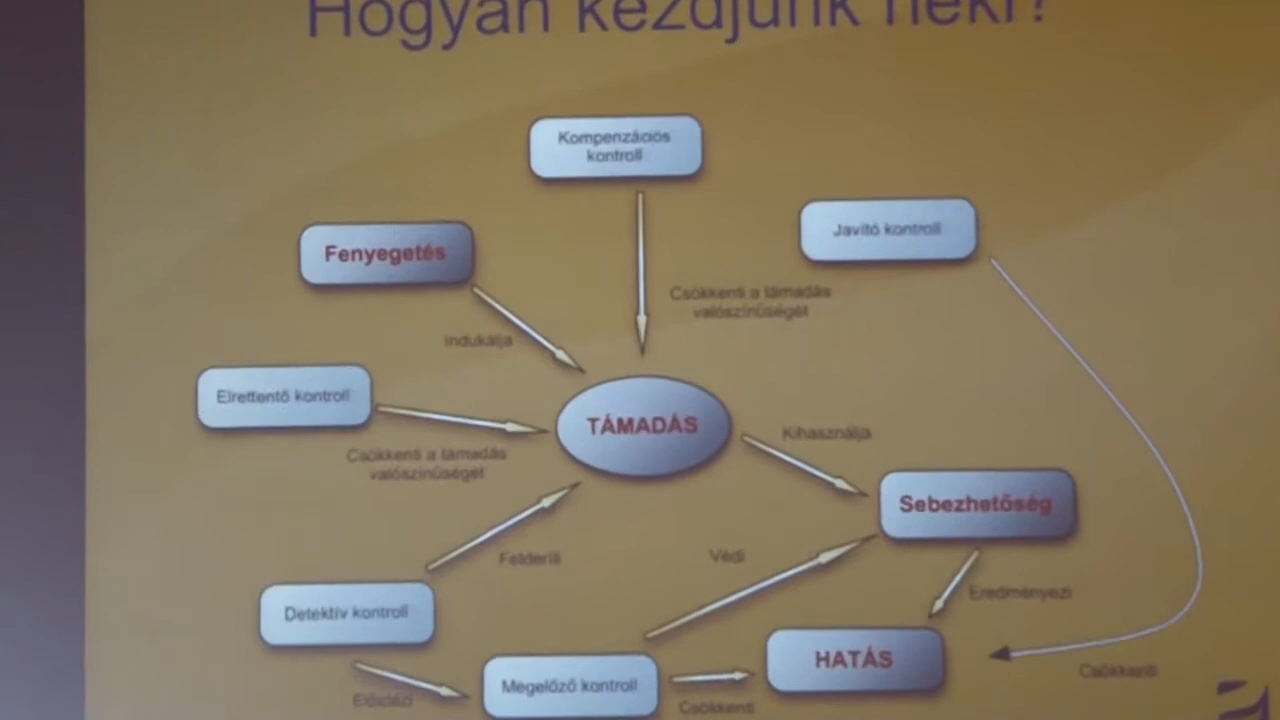 Hogyan kezdjünk neki?
Kompenzációs
kontroll
Javító kontroll
Fenyegetés
Csökkenti a támadás
valószínűségét
Indukálja
Elrettentő kontroll
TÁMADÁS
Kihasználja
Csökkenti a támadás
valószínűségét
Sebezhetőség
Felderíti
Védi
Eredményezi
Detektív kontroll
HATÁS
Csökkenti
Megelőző kontroll
Előidézi
Csökkenti